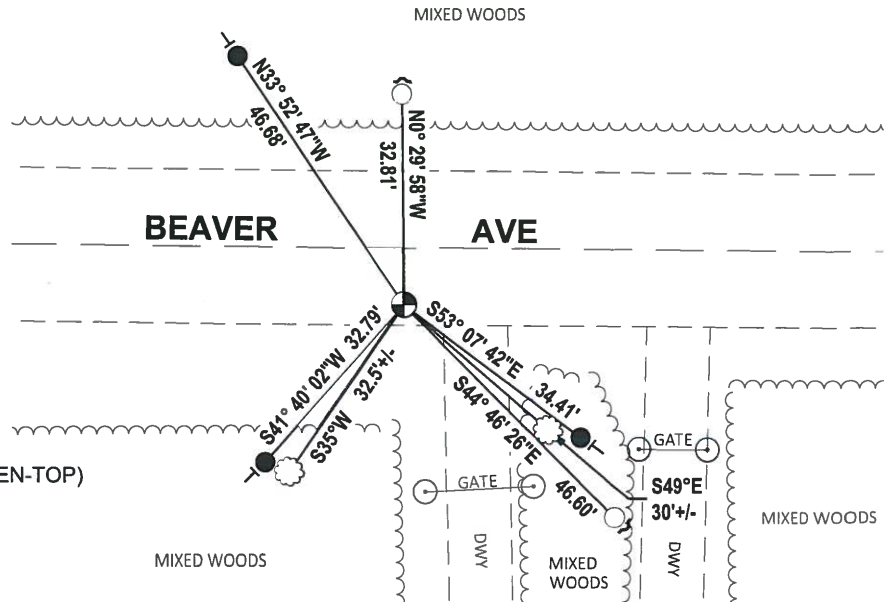 MIXED WOODS
N33° 52' 47"W
46.68'
N0° 29' 58"W
32.81'
BEAVER AVE
S41° 40' 02"W 32.79'
S35°W 32.5'+/-
S53° 07' 42"E 34.41'
S44° 46' 26"E 46.60'
GATE
EN-TOP)
GATE
S49°E
30'+/-
MIXED WOODS
DWY
DWY
MIXED WOODS
MIXED
WOODS